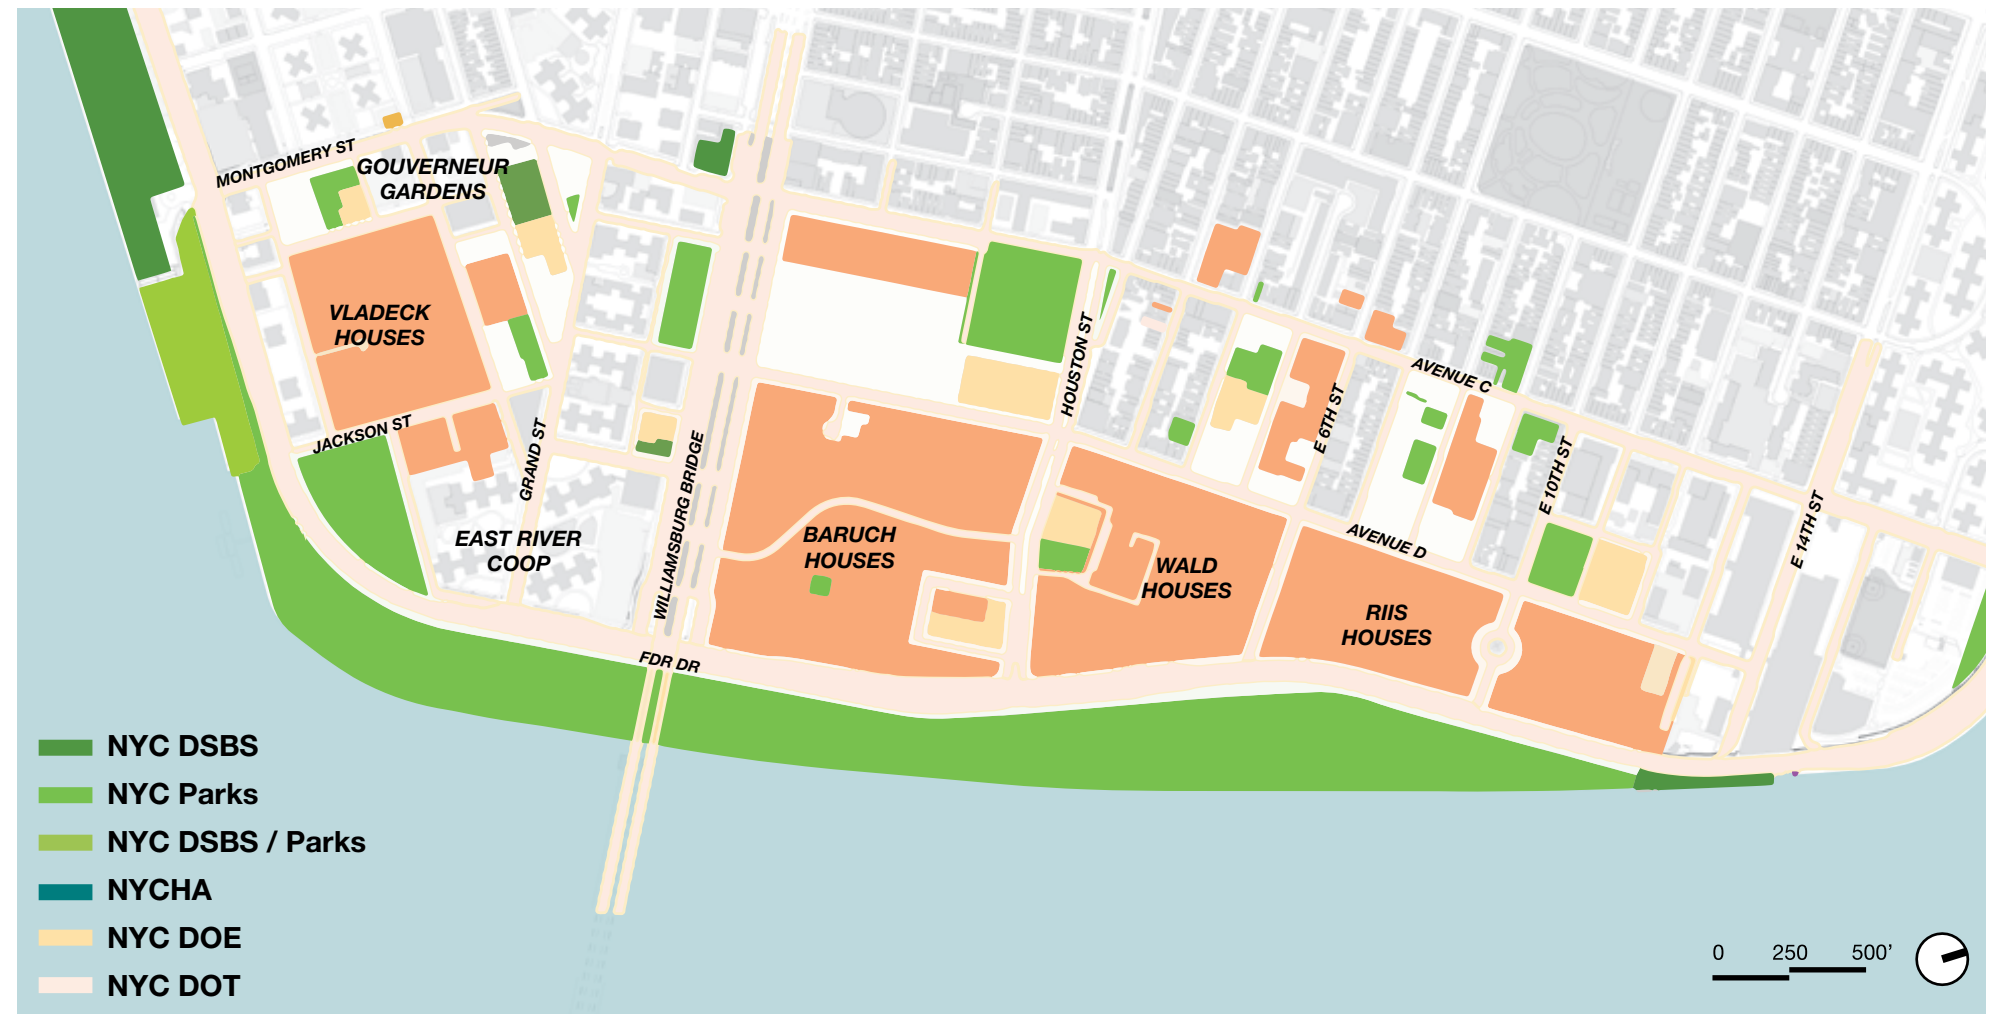 MONTGOMERY ST
GOUVERNEUR
GARDENS
VLADECK
HOUSES
JACKSON ST
GRAND ST
EAST RIVER
COOP
WILLIAMSBURG BRIDGE
FDR DR
BARUCH
HOUSES
HOUSTON ST
WALD
HOUSES
E 6TH ST
AVENUE C
AVENUE D
RIIS
HOUSES
E 10TH ST
E 14TH ST
NYC DSBS
NYC Parks
NYC DSBS / Parks
NYCHA
NYC DOE
NYC DOT
0 250 500’